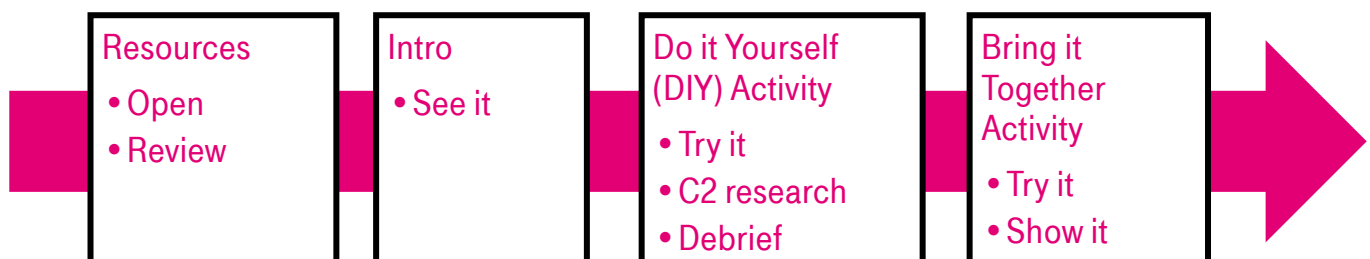 Resources
• Open
• Review
Intro
• See it
Do it Yourself
(DIY) Activity
• Try it
• C2 research
• Debrief
Bring it
Together
Activity
• Try it
• Show it